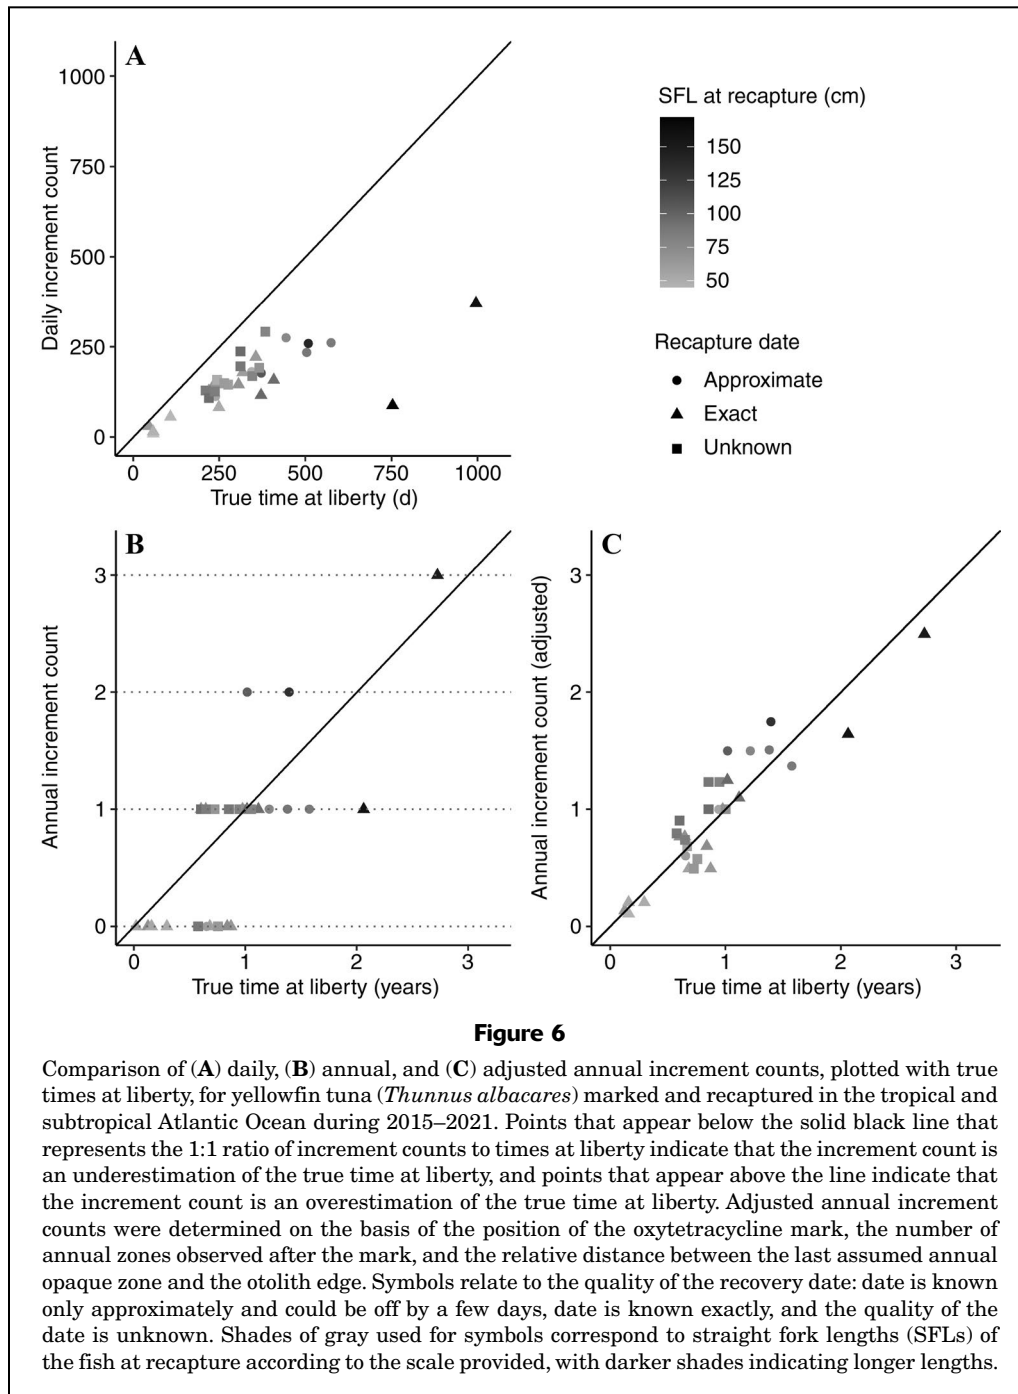 A
1000
750
500
250
0
Daily increment count
0 250 500 750 1000
True time at liberty (d)
SFL at recapture (cm)
150
125
100
75
50
Recapture date
Approximate
Exact
Unknown
B
3
2
1
0
Annual increment count
0 1 2 3
True time at liberty (years)
C
3
2
1
0
Annual increment count (adjusted)
0 1 2 3
True time at liberty (years)
Figure 6
Comparison of (A) daily, (B) annual, and (C) adjusted annual increment counts, plotted with true
times at liberty, for yellowfin tuna (Thunnus albacares) marked and recaptured in the tropical and
subtropical Atlantic Ocean during 2015–2021. Points that appear below the solid black line that
represents the 1:1 ratio of increment counts to times at liberty indicate that the increment count is
an underestimation of the true time at liberty, and points that appear above the line indicate that
the increment count is an overestimation of the true time at liberty. Adjusted annual increment
counts were determined on the basis of the position of the oxytetracycline mark, the number of
annual zones observed after the mark, and the relative distance between the last assumed annual
opaque zone and the otolith edge. Symbols relate to the quality of the recovery date: date is known
only approximately and could be off by a few days, date is known exactly, and the quality of the
date is unknown. Shades of gray used for symbols correspond to straight fork lengths (SFLs) of
the fish at recapture according to the scale provided, with darker shades indicating longer lengths.